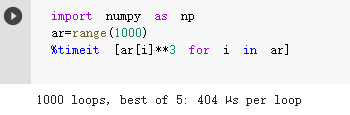 import numpy as np
ar=range(1000)
%timeit [ar[i]**3 for i in ar]
1000 loops, best of 5: 404 µs per loop